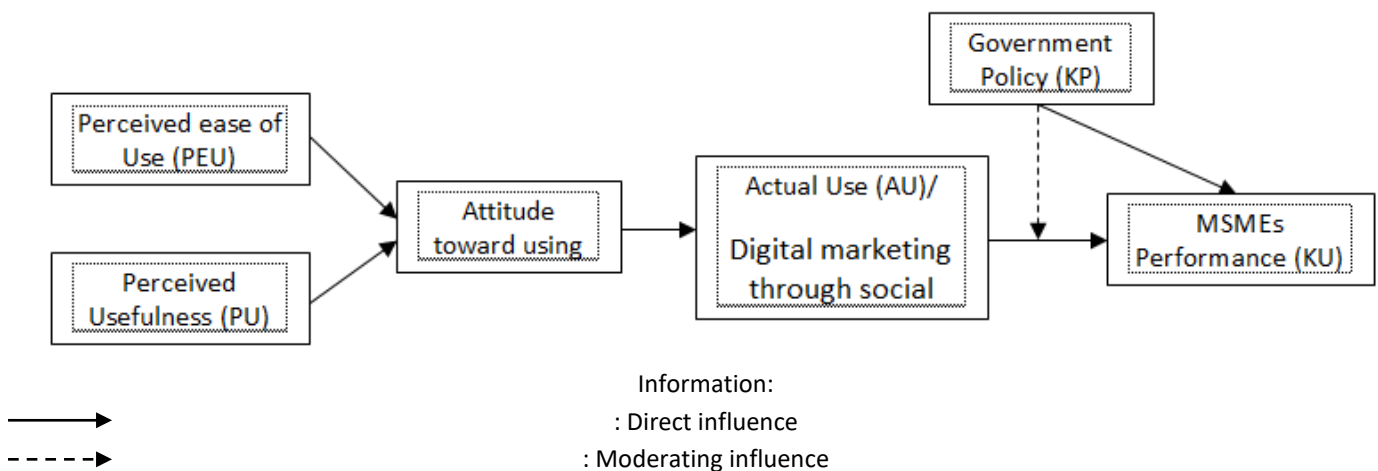 Government
Policy (KP)
Perceived ease of
Use (PEU)
Attitude
toward using
Actual Use (AU)/
Digital marketing
through social
MSMEs
Performance (KU)
Perceived
Usefulness (PU)
Information:
: Direct influence
: Moderating influence